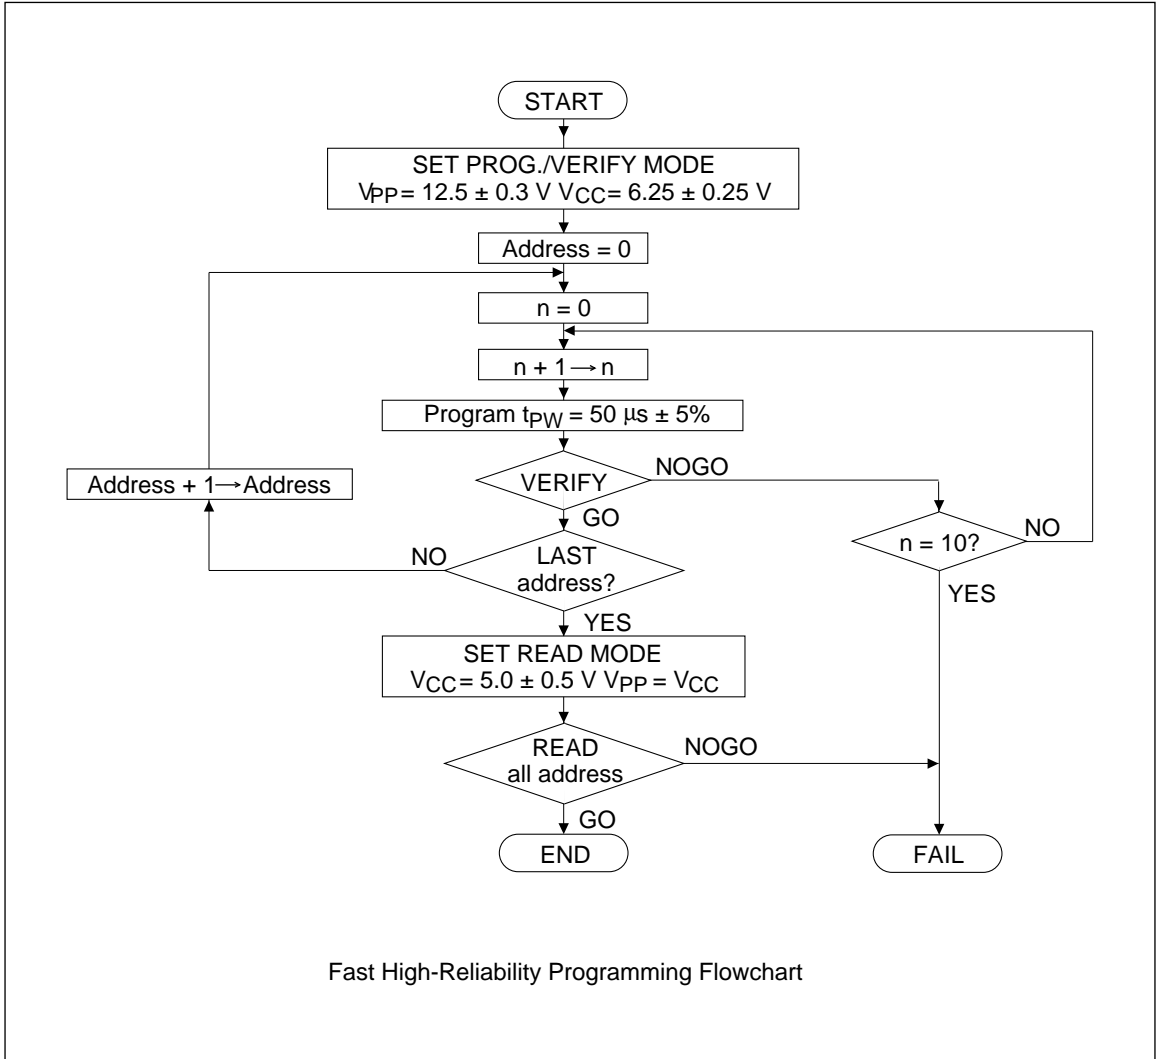 START
SET PROG./VERIFY MODE
VPP = 12.5 ± 0.3 V VCC = 6.25 ± 0.25 V
Address = 0
n = 0
n + 1 → n
Program tPW = 50 μs ± 5%
VERIFY
NOGO
GO
Address + 1 → Address
n = 10?
NO
YES
NO
LAST
address?
YES
SET READ MODE
VCC = 5.0 ± 0.5 V VPP = VCC
READ
all address
NOGO
GO
END
FAIL
Fast High-Reliability Programming Flowchart